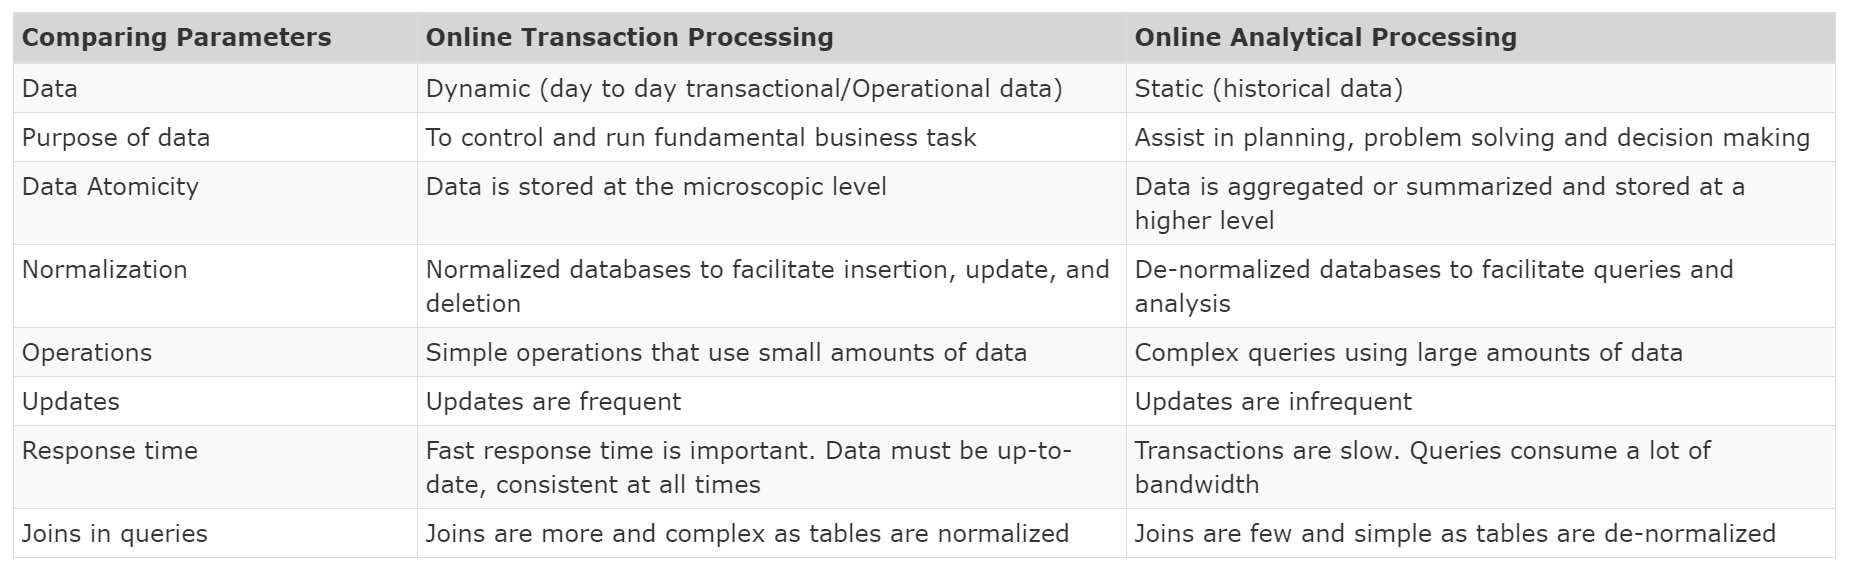 Comparing Parameters Online Transaction Processing Online Analytical Processing
Data Dynamic (day to day transactional/Operational data) Static (historical data)
Purpose of data To control and run fundamental business task Assist in planning, problem solving and decision making
Data Atomicity Data is stored at the microscopic level Data is aggregated or summarized and stored at a
higher level
Normalization Normalized databases to facilitate insertion, update, and De-normalized databases to facilitate queries and
deletion analysis
Operations Simple operations that use small amounts of data Complex queries using large amounts of data
Updates Updates are frequent Updates are infrequent
Response time Fast response time is important. Data must be up-to- Transactions are slow. Queries consume a lot of
date, consistent at all times bandwidth
Joins in queries Joins are more and complex as tables are normalized Joins are few and simple as tables are de-normalized